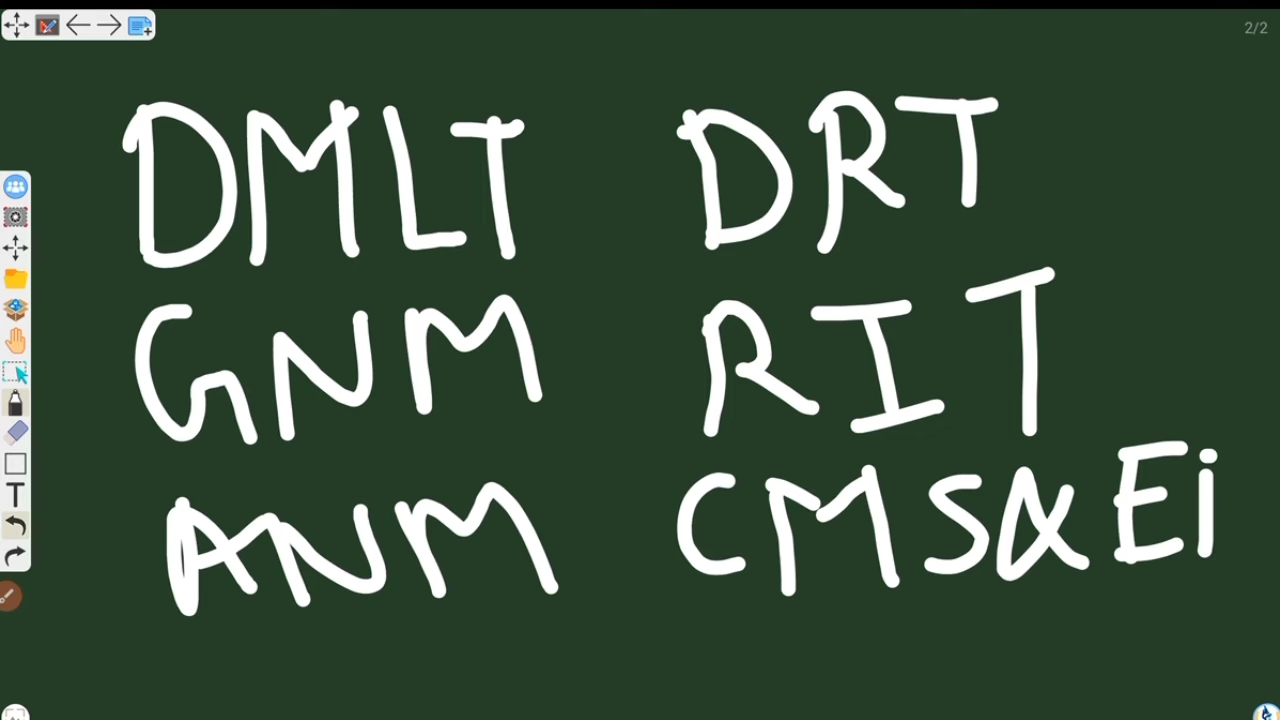 2/2
DMLT DRT
GNM RIT
ANM CMS&Ei
T